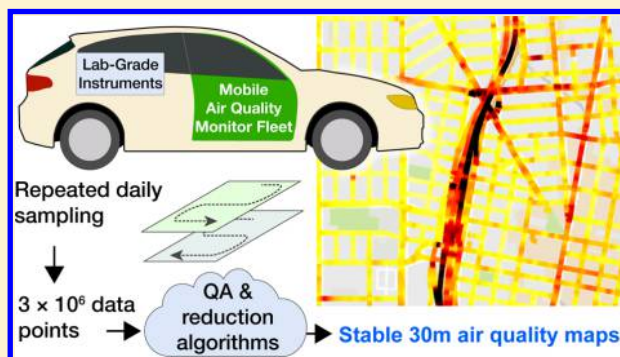 Lab-Grade
Instruments
Mobile
Air Quality
Monitor Fleet
Repeated daily
sampling
3 × 10⁶ data
points
QA &
reduction
algorithms
Stable 30m air quality maps